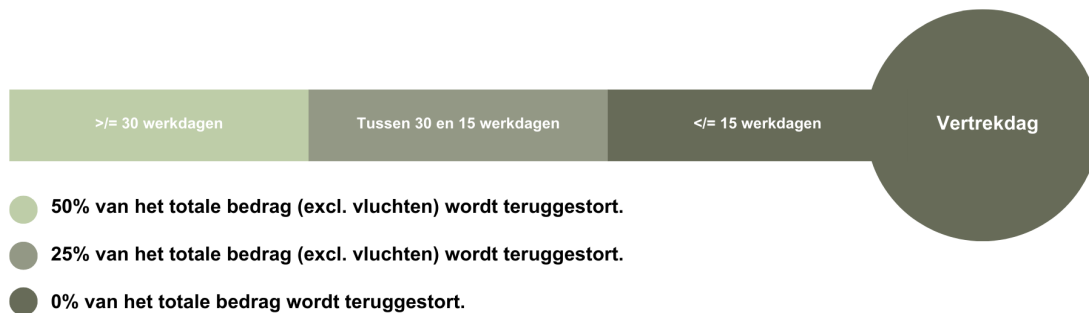 >/= 30 werkdagen
Tussen 30 en 15 werkdagen
</= 15 werkdagen
Vertrekdag
50% van het totale bedrag (excl. vluchten) wordt teruggestort.
25% van het totale bedrag (excl. vluchten) wordt teruggestort.
0% van het totale bedrag wordt teruggestort.